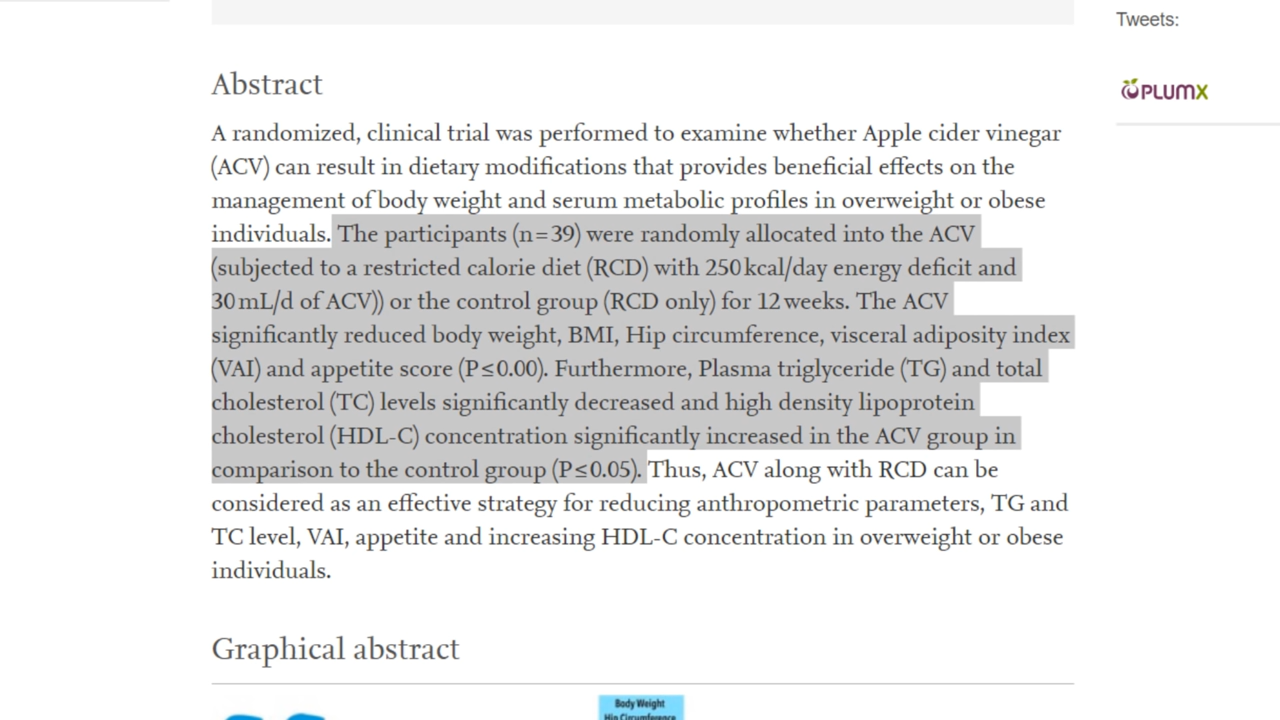 Tweets:
PLUMX
Abstract
A randomized, clinical trial was performed to examine whether Apple cider vinegar
(ACV) can result in dietary modifications that provides beneficial effects on the
management of body weight and serum metabolic profiles in overweight or obese
individuals. The participants (n=39) were randomly allocated into the ACV
(subjected to a restricted calorie diet (RCD) with 250 kcal/day energy deficit and
30 mL/d of ACV)) or the control group (RCD only) for 12 weeks. The ACV
significantly reduced body weight, BMI, Hip circumference, visceral adiposity index
(VAI) and appetite score (P≤0.00). Furthermore, Plasma triglyceride (TG) and total
cholesterol (TC) levels significantly decreased and high density lipoprotein
cholesterol (HDL-C) concentration significantly increased in the ACV group in
comparison to the control group (P≤0.05). Thus, ACV along with RCD can be
considered as an effective strategy for reducing anthropometric parameters, TG and
TC level, VAI, appetite and increasing HDL-C concentration in overweight or obese
individuals.
Graphical abstract
Body Weight
Hip Circumference